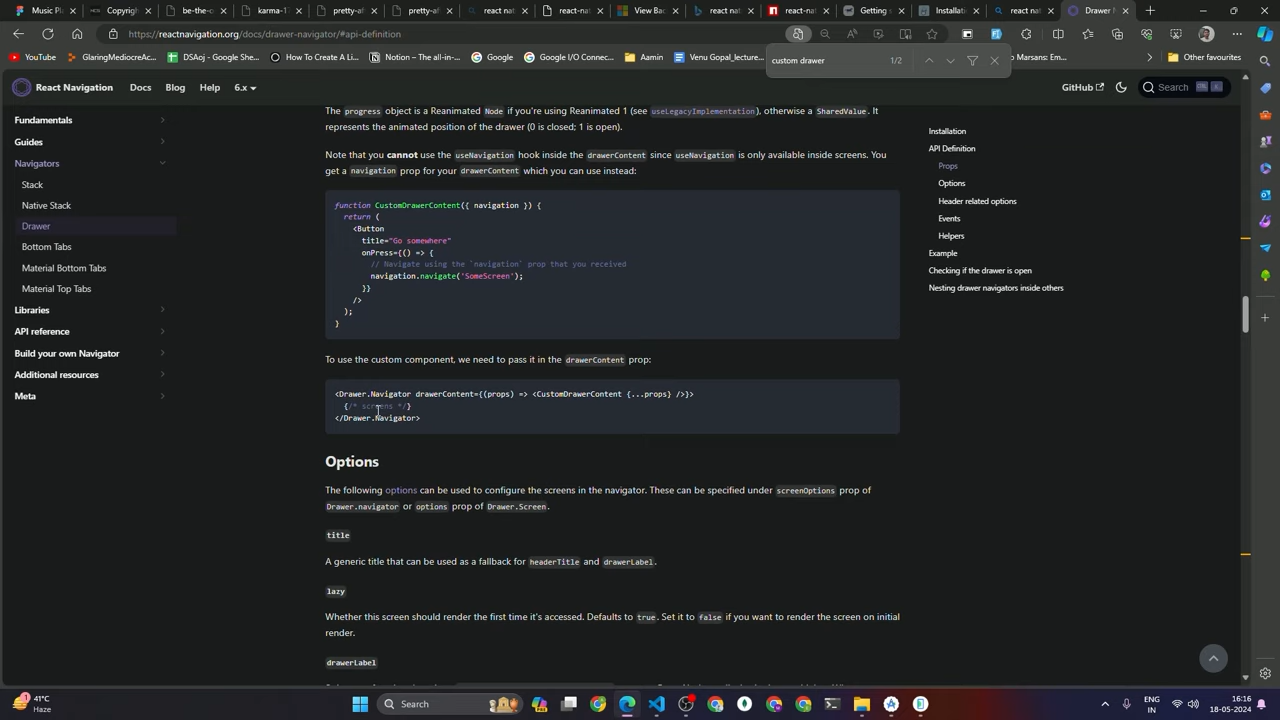 Music Pl
Copyrigh
be-the-c
karma-17
pretty-af
pretty-af
react nat
react-nat
View Bac
react nat
react-nat
Getting s
Installati
react nat
Drawer N
https://reactnavigation.org/docs/drawer-navigator/#api-definition
YouTube
DSAoj - Google She...
How To Create A Li...
Notion – The all-in-...
Google
Google I/O Connec...
Aamin
Venu Gopal_lecture...
Marsans: Em...
Other favourites
custom drawer
1/2
React Navigation
Docs
Blog
Help
6.x
GitHub
Search
Fundamentals
Guides
Navigators
Stack
Native Stack
Drawer
Bottom Tabs
Material Bottom Tabs
Material Top Tabs
Libraries
API reference
Build your own Navigator
Additional resources
Meta
The progress object is a Reanimated Node if you're using Reanimated 1 (see useLegacyImplementation), otherwise a SharedValue. It
represents the animated position of the drawer (0 is closed; 1 is open).
Note that you cannot use the useNavigation hook inside the drawerContent since useNavigation is only available inside screens. You
get a navigation prop for your drawerContent which you can use instead:
function CustomDrawerContent({ navigation }) {
return (
<Button
title="Go somewhere"
onPress={() => {
// Navigate using the `navigation` prop that you received
navigation.navigate('SomeScreen');
}}
/>
);
}
To use the custom component, we need to pass it in the drawerContent prop:
<Drawer.Navigator drawerContent={(props) => <CustomDrawerContent {...props} />}>
{/* screens */}
</Drawer.Navigator>
Options
The following options can be used to configure the screens in the navigator. These can be specified under screenOptions prop of
Drawer.navigator or options prop of Drawer.Screen.
title
A generic title that can be used as a fallback for headerTitle and drawerLabel.
lazy
Whether this screen should render the first time it's accessed. Defaults to true. Set it to false if you want to render the screen on initial
render.
drawerLabel
Installation
API Definition
Props
Options
Header related options
Events
Helpers
Example
Checking if the drawer is open
Nesting drawer navigators inside others
41°C
Haze
Search
ENG
IN
16:16
18-05-2024